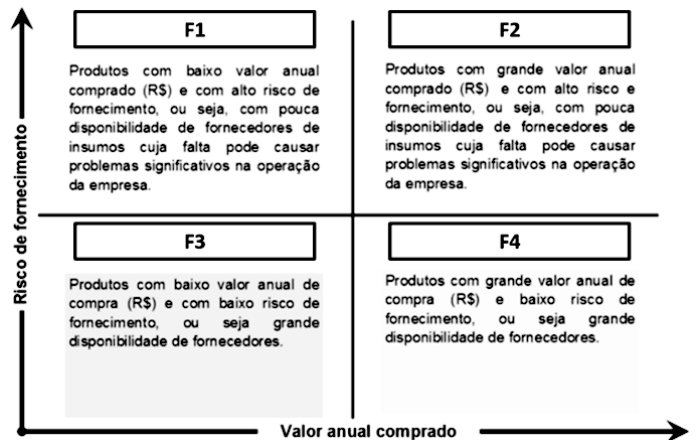 F1
Produtos com baixo valor anual
comprado (R$) e com alto risco de
fornecimento, ou seja, com pouca
disponibilidade de fornecedores de
insumos cuja falta pode causar
problemas significativos na operação
da empresa.
F2
Produtos com grande valor anual
comprado (R$) e com alto risco e
fornecimento, ou seja, com pouca
disponibilidade de fornecedores de
insumos cuja falta pode causar
problemas significativos na operação
da empresa.
Risco de fornecimento
F3
Produtos com baixo valor anual de
compra (R$) e com baixo risco de
fornecimento, ou seja grande
disponibilidade de fornecedores.
F4
Produtos com grande valor anual de
compra (R$) e baixo risco de
fornecimento, ou seja grande
disponibilidade de fornecedores.
Valor anual comprado